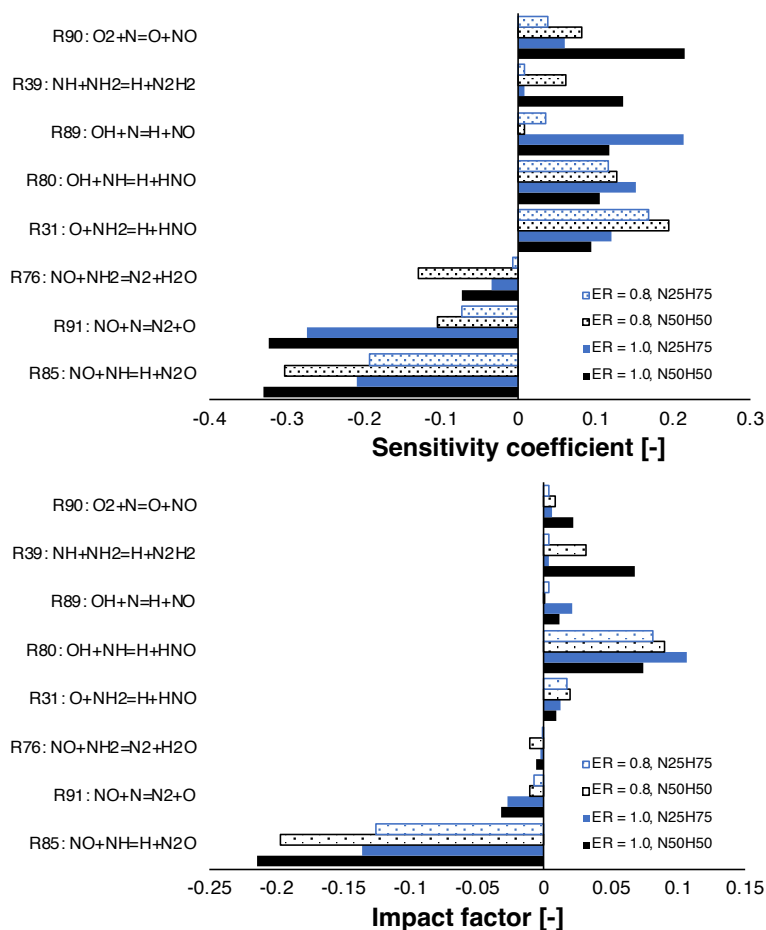 R90: O2+N=O+NO
R39: NH+NH2=H+N2H2
R89: OH+N=H+NO
R80: OH+NH=H+HNO
R31: O+NH2=H+HNO
R76: NO+NH2=N2+H2O
R91: NO+N=N2+O
R85: NO+NH=H+N2O
ER = 0.8, N25H75
ER = 0.8, N50H50
ER = 1.0, N25H75
ER = 1.0, N50H50
-0.4 -0.3 -0.2 -0.1 0 0.1 0.2 0.3
Sensitivity coefficient [-]
R90: O2+N=O+NO
R39: NH+NH2=H+N2H2
R89: OH+N=H+NO
R80: OH+NH=H+HNO
R31: O+NH2=H+HNO
R76: NO+NH2=N2+H2O
R91: NO+N=N2+O
R85: NO+NH=H+N2O
ER = 0.8, N25H75
ER = 0.8, N50H50
ER = 1.0, N25H75
ER = 1.0, N50H50
-0.25 -0.2 -0.15 -0.1 -0.05 0 0.05 0.1 0.15
Impact factor [-]